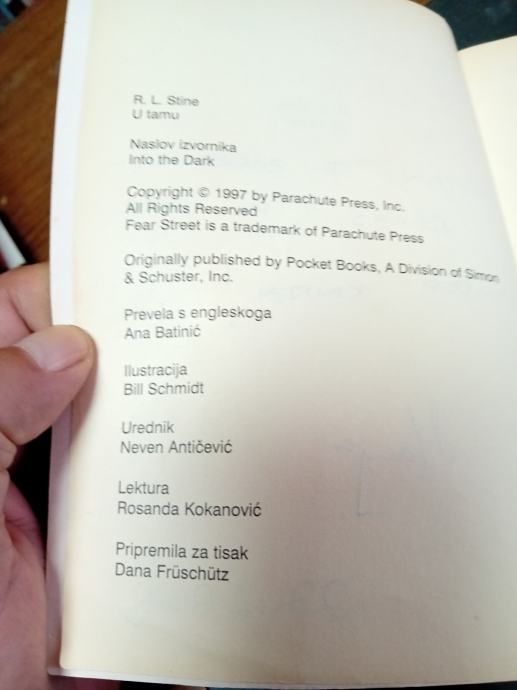 R. L. Stine
U tamu
Naslov izvornika
Into the Dark
Copyright © 1997 by Parachute Press, Inc.
All Rights Reserved
Fear Street is a trademark of Parachute Press
Originally published by Pocket Books, A Division of Simon
& Schuster, Inc.
Prevela s engleskoga
Ana Batinić
Ilustracija
Bill Schmidt
Urednik
Neven Antičević
Lektura
Rosanda Kokanović
Pripremila za tisak
Dana Früschütz